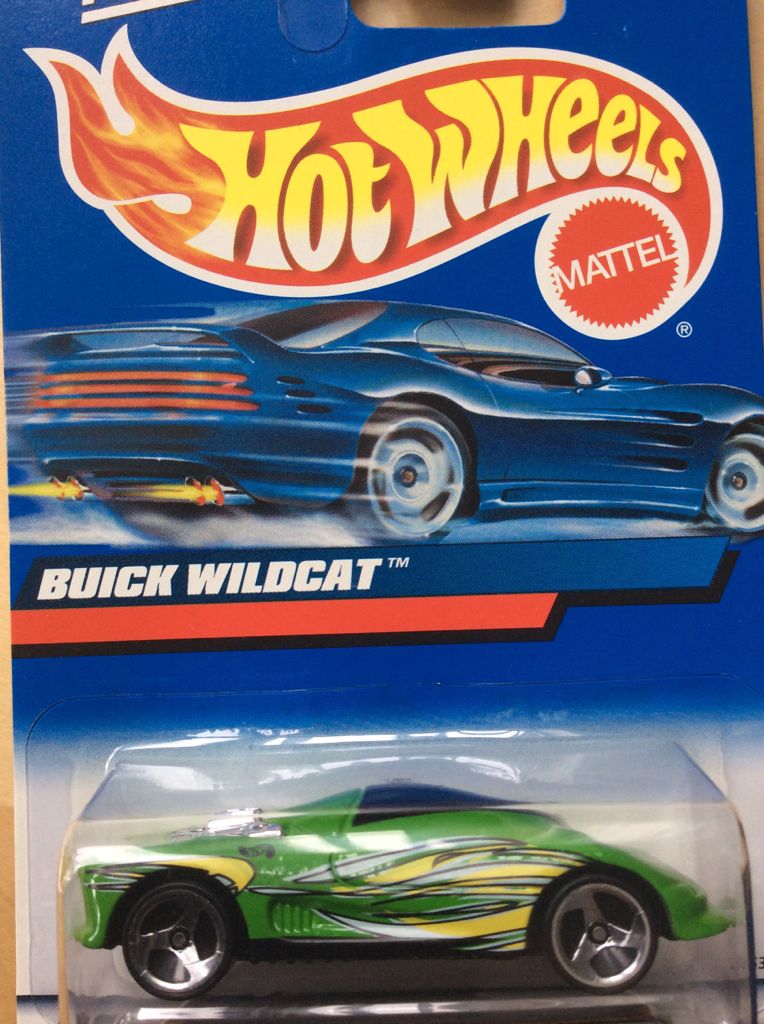 Hot Wheels
MATTEL
®
BUICK WILDCAT™